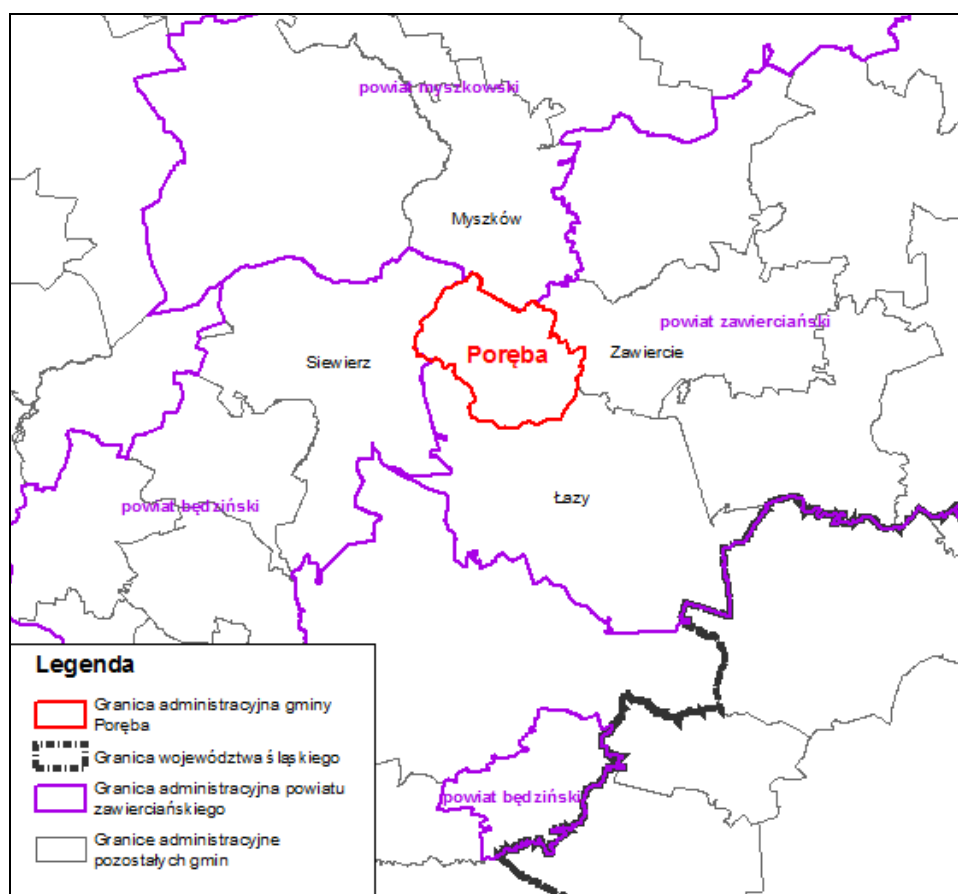 powiat myszkowski
Myszków
powiat zawierciański
Poręba
Zawiercie
Siewierz
powiat będziński
Łazy
Legenda
Granica administracyjna gminy
Poręba
Granica województwa śląskiego
Granica administracyjna powiatu
zawierciańskiego
Granice administracyjne
pozostałych gmin
powiat będziński